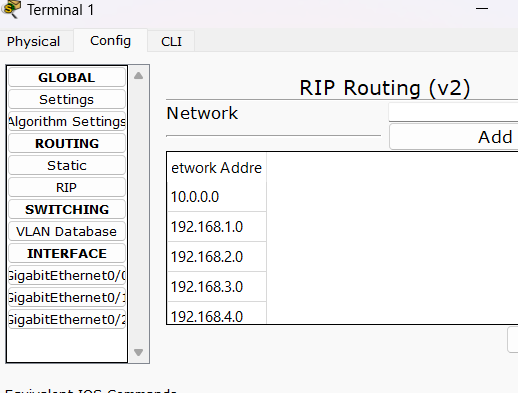 Terminal 1
Physical
Config
CLI
GLOBAL
Settings
Algorithm Settings
ROUTING
Static
RIP
SWITCHING
VLAN Database
INTERFACE
GigabitEthernet0/0
GigabitEthernet0/1
GigabitEthernet0/2
RIP Routing (v2)
Network
Add
etwork Addre
10.0.0.0
192.168.1.0
192.168.2.0
192.168.3.0
192.168.4.0
Equivalent IOS Commands